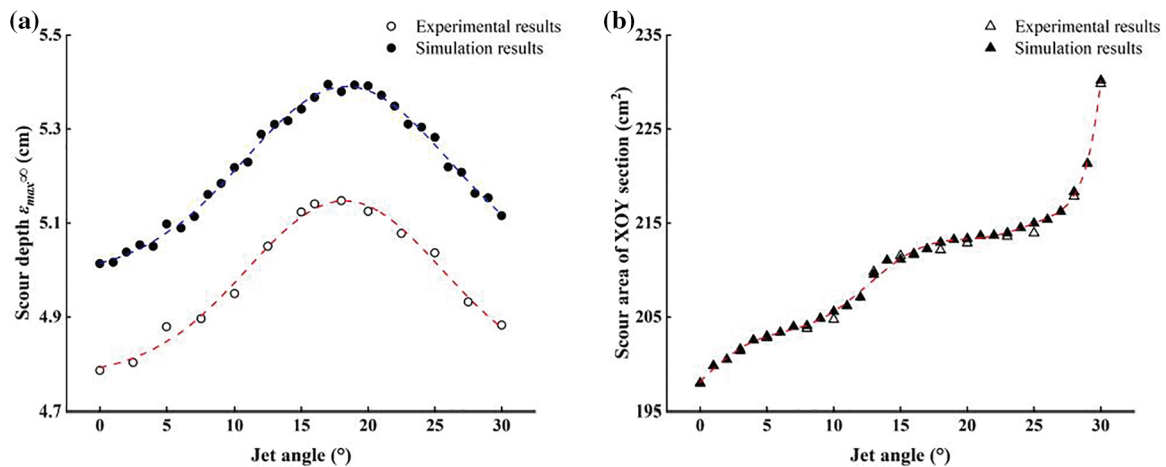 (a)
5.5
5.3
5.1
4.9
4.7
Scour depth εmax∞ (cm)
Experimental results
Simulation results
0 5 10 15 20 25 30
Jet angle (°)
(b)
235
225
215
205
195
Scour area of XOY section (cm²)
Experimental results
Simulation results
0 5 10 15 20 25 30
Jet angle (°)